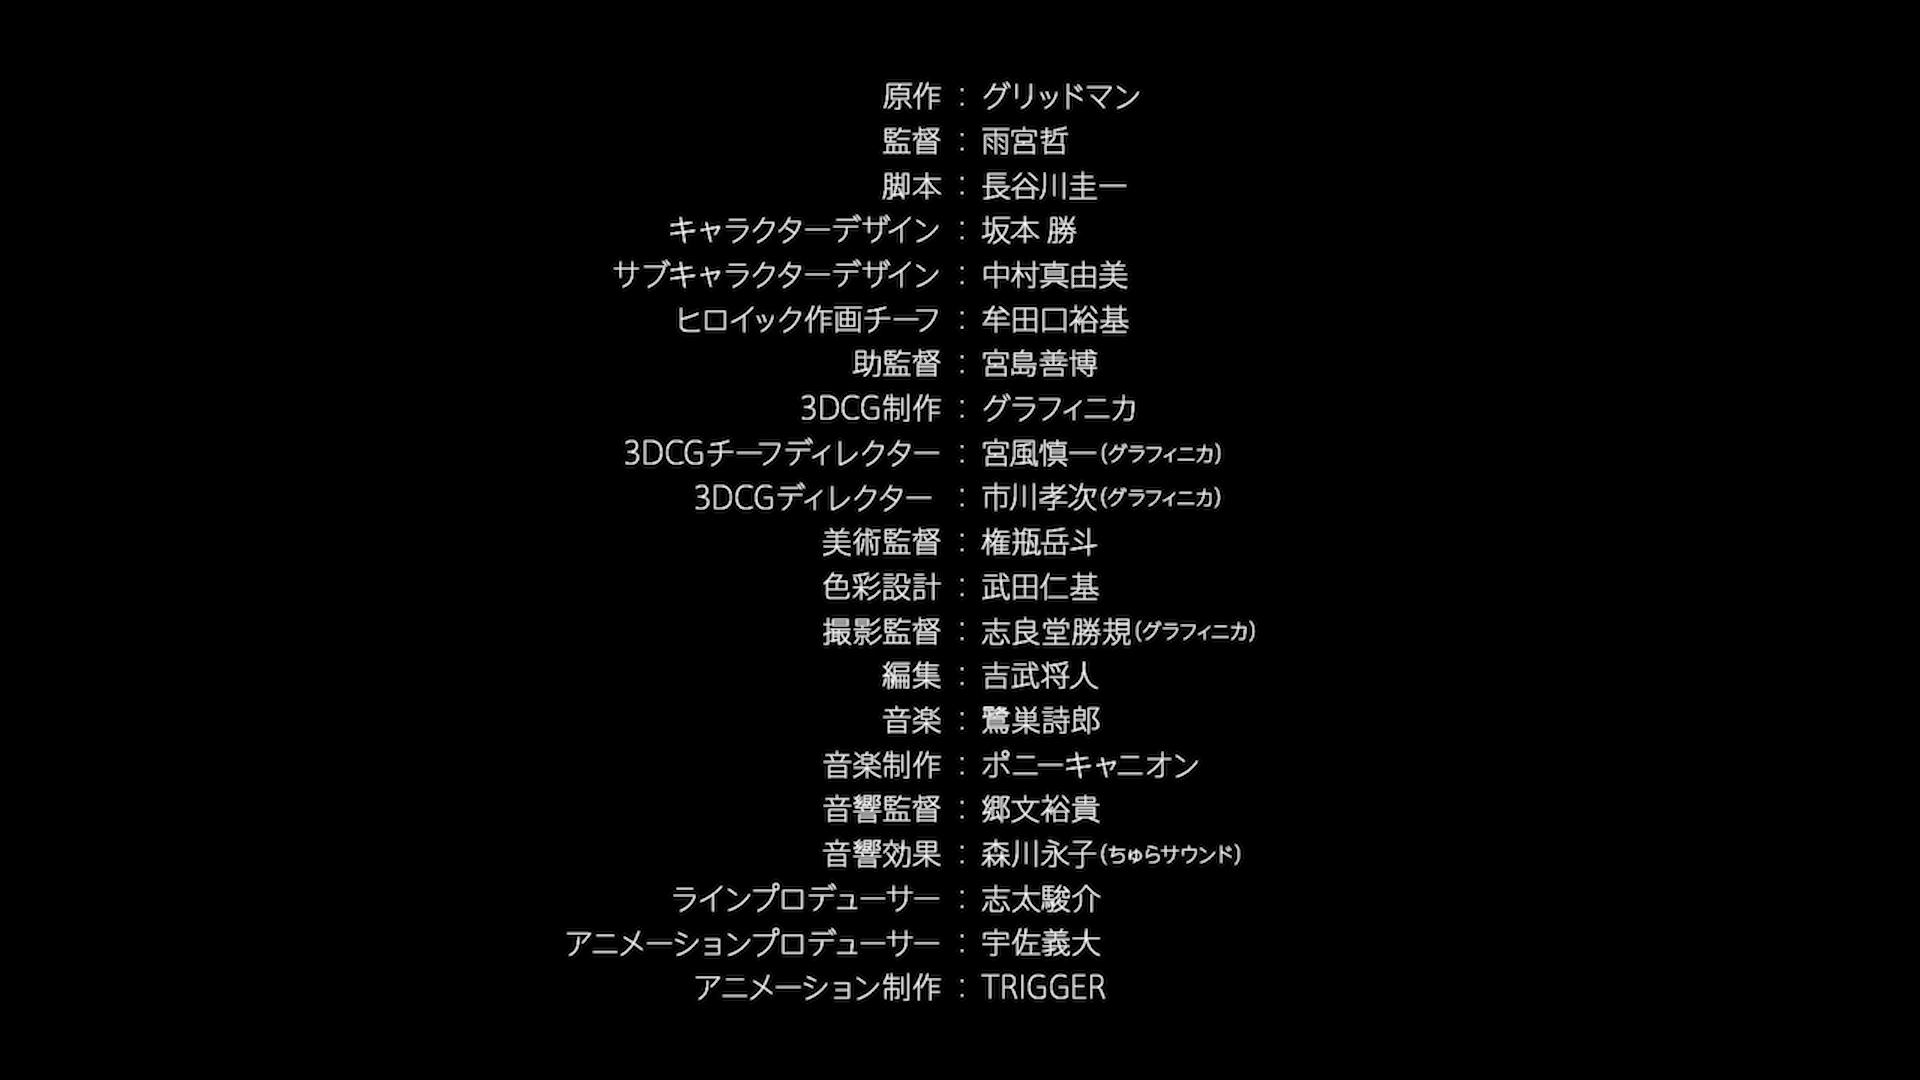 原作 : グリッドマン
監督 : 雨宮哲
脚本 : 長谷川圭一
キャラクターデザイン : 坂本 勝
サブキャラクターデザイン : 中村真由美
ヒロイック作画チーフ : 牟田口裕基
助監督 : 宮島善博
3DCG制作 : グラフィニカ
3DCGチーフディレクター : 宮風慎一(グラフィニカ)
3DCGディレクター : 市川孝次(グラフィニカ)
美術監督 : 権瓶岳斗
色彩設計 : 武田仁基
撮影監督 : 志良堂勝規(グラフィニカ)
編集 : 吉武将人
音楽 : 鷺巣詩郎
音楽制作 : ポニーキャニオン
音響監督 : 郷文裕貴
音響効果 : 森川永子(ちゅらサウンド)
ラインプロデューサー : 志太駿介
アニメーションプロデューサー : 宇佐義大
アニメーション制作 : TRIGGER